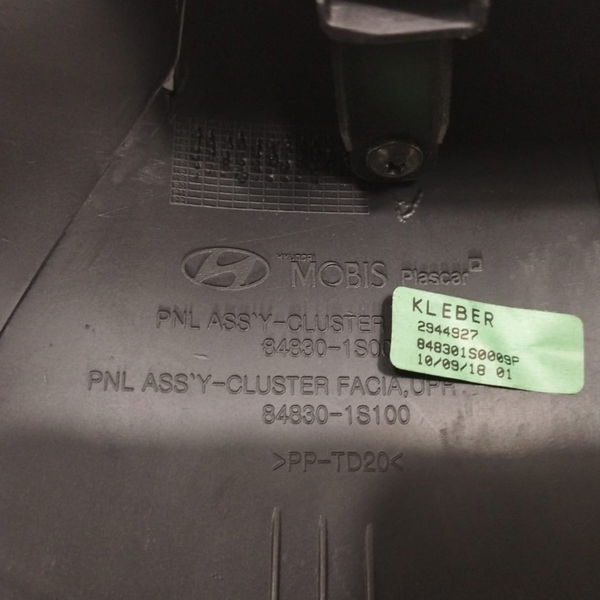 HYUNDAI
MOBIS Plascar
PNL ASS'Y-CLUSTER
84830-1S00
PNL ASS'Y-CLUSTER FACIA,UPR
84830-1S100
>PP-TD20<
KLEBER
2944927
848301S0009P
10/09/18 01